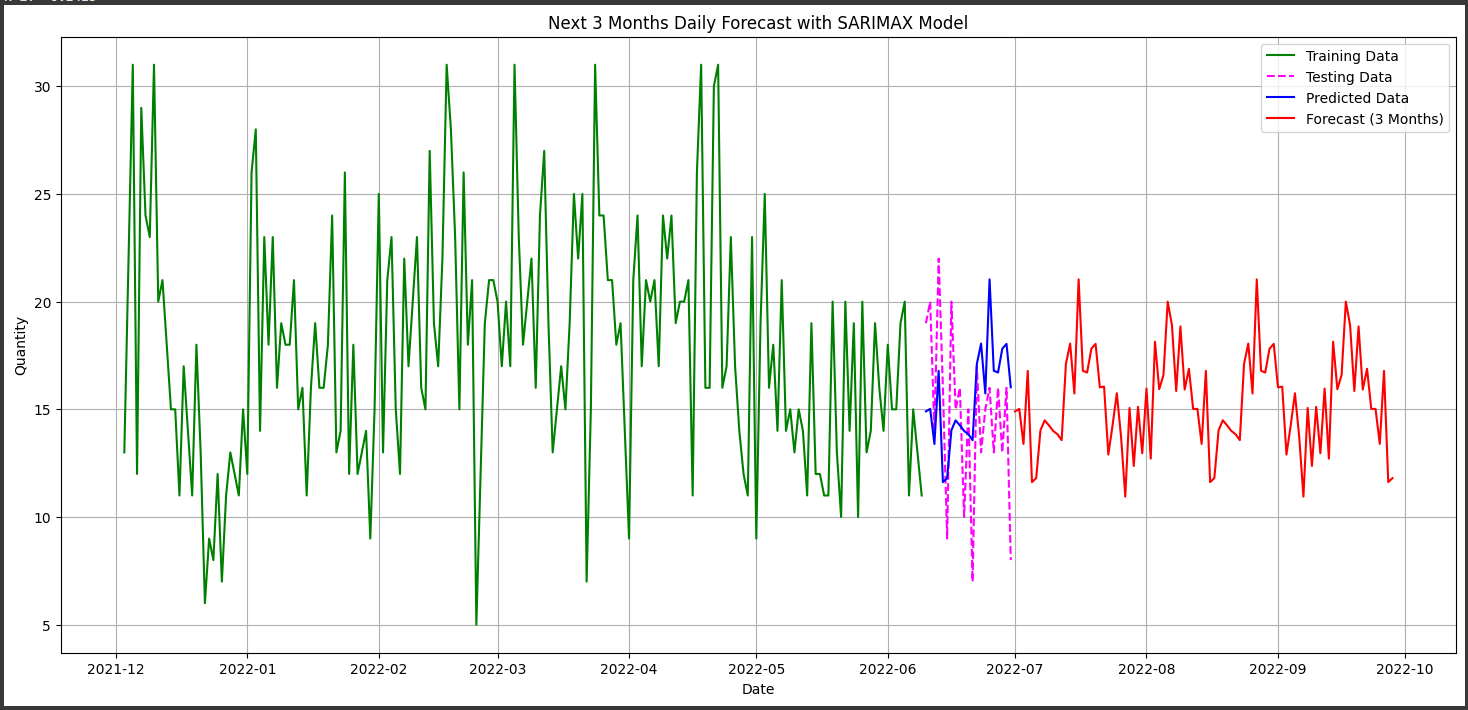 Next 3 Months Daily Forecast with SARIMAX Model
Training Data
Testing Data
Predicted Data
Forecast (3 Months)
30
25
20
15
10
5
Quantity
2021-12
2022-01
2022-02
2022-03
2022-04
2022-05
2022-06
2022-07
2022-08
2022-09
2022-10
Date